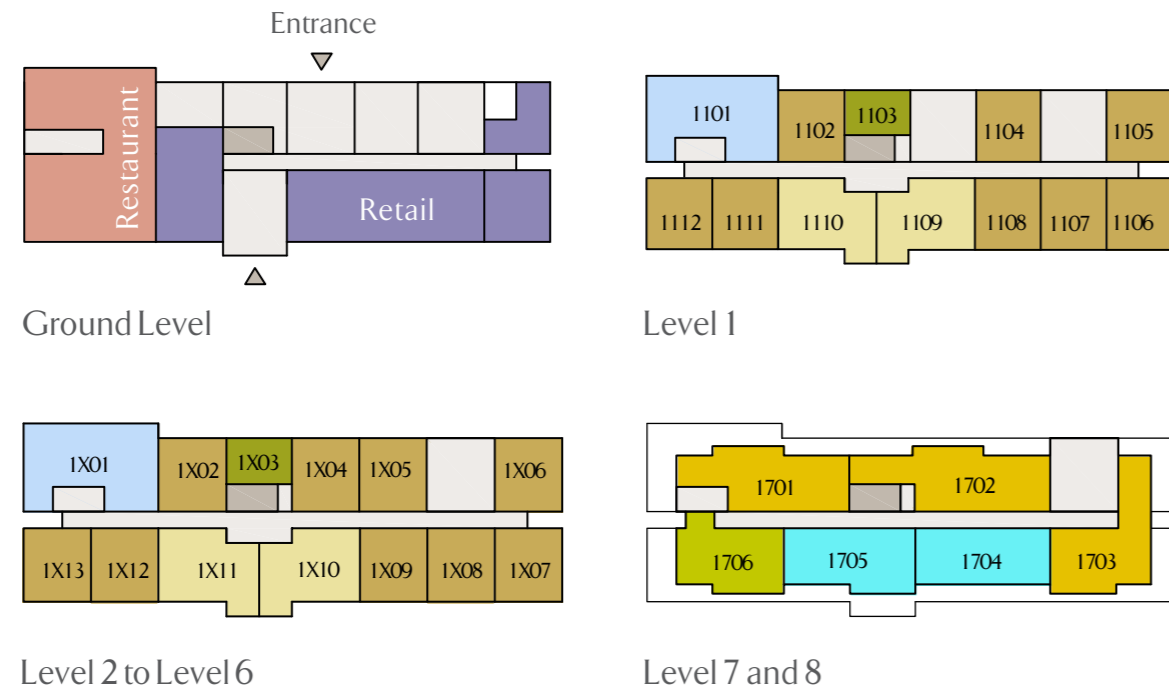 Entrance
Restaurant
Retail
Ground Level
1101
1102
1103
1104
1105
1112
1111
1110
1109
1108
1107
1106
Level 1
1X01
1X02
1X03
1X04
1X05
1X06
1X13
1X12
1X11
1X10
1X09
1X08
1X07
Level 2 to Level 6
1701
1702
1706
1705
1704
1703
Level 7 and 8